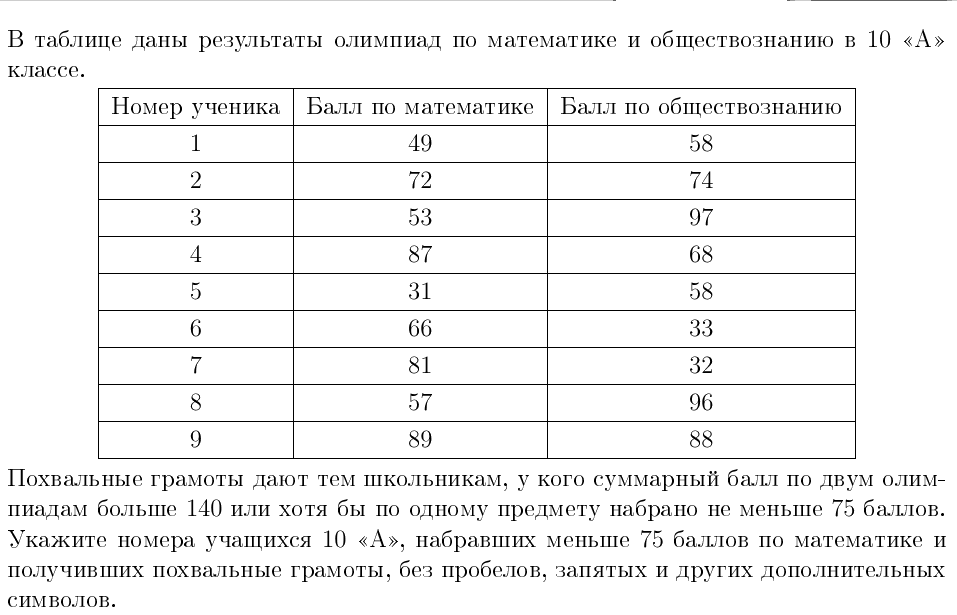 В таблице даны результаты олимпиад по математике и обществознанию в 10 «А»
классе.
Номер ученика Балл по математике Балл по обществознанию
1 49 58
2 72 74
3 53 97
4 87 68
5 31 58
6 66 33
7 81 32
8 57 96
9 89 88
Похвальные грамоты дают тем школьникам, у кого суммарный балл по двум олим-
пиадам больше 140 или хотя бы по одному предмету набрано не меньше 75 баллов.
Укажите номера учащихся 10 «А», набравших меньше 75 баллов по математике и
получивших похвальные грамоты, без пробелов, запятых и других дополнительных
символов.